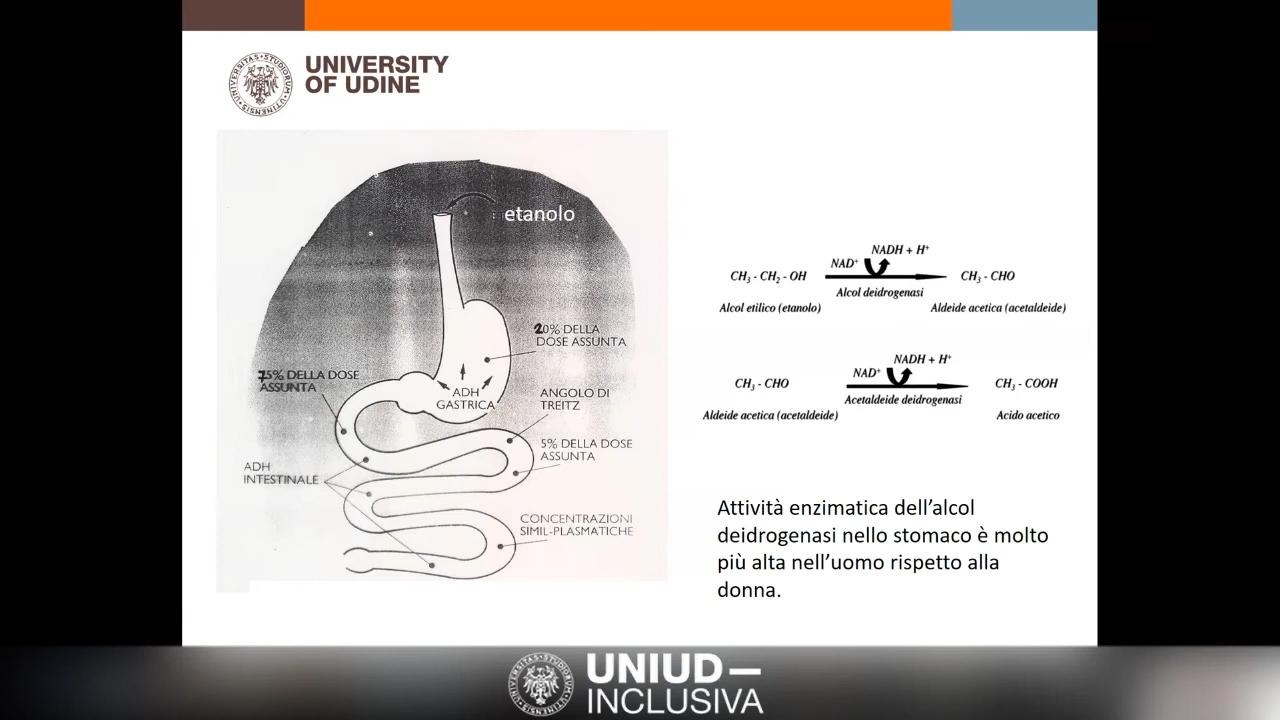 UNIVERSITY
OF UDINE
etanolo
20% DELLA
DOSE ASSUNTA
75% DELLA DOSE
ASSUNTA
ADH
GASTRICA
ANGOLO DI
TREITZ
5% DELLA DOSE
ASSUNTA
ADH
INTESTINALE
CONCENTRAZIONI
SIMIL-PLASMATICHE
NADH + H⁺
NAD⁺
CH₃ - CH₂ - OH
CH₃ - CHO
Alcol deidrogenasi
Alcol etilico (etanolo)
Aldeide acetica (acetaldeide)
NADH + H⁺
NAD⁺
CH₃ - CHO
CH₃ - COOH
Acetaldeide deidrogenasi
Aldeide acetica (acetaldeide)
Acido acetico
Attività enzimatica dell’alcol
deidrogenasi nello stomaco è molto
più alta nell’uomo rispetto alla
donna.
UNIUD—
INCLUSIVA